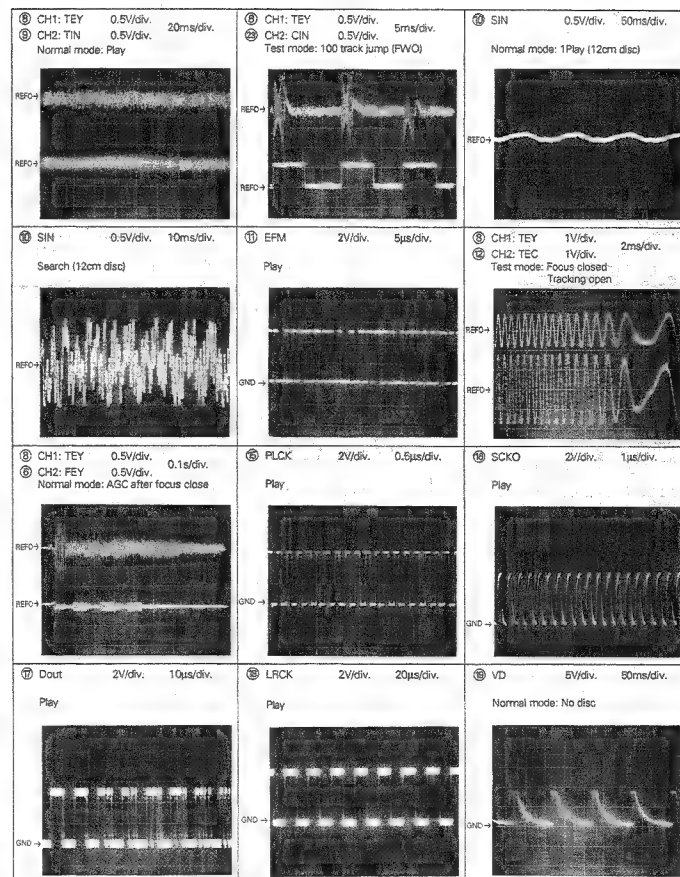 ⑧ CH1: TEY 0.5V/div. 20ms/div.
⑨ CH2: TIN 0.5V/div.
Normal mode: Play
REFO→
REFO→
⑧ CH1: TEY 0.5V/div. 5ms/div.
㉓ CH2: CIN 0.5V/div.
Test mode: 100 track jump (FWO)
REFO→
REFO→
⑩ SIN 0.5V/div. 50ms/div.
Normal mode: 1Play (12cm disc)
REFO→
⑩ SIN 0.5V/div. 10ms/div.
Search (12cm disc)
REFO→
⑪ EFM 2V/div. 5µs/div.
Play
GND→
⑧ CH1: TEY 1V/div. 2ms/div.
⑫ CH2: TEC 1V/div.
Test mode: Focus closed
Tracking open
REFO→
REFO→
⑧ CH1: TEY 0.5V/div. 0.1s/div.
⑥ CH2: FEY 0.5V/div.
Normal mode: AGC after focus close
REFO→
REFO→
⑮ PLCK 2V/div. 0.5µs/div.
Play
GND→
SCKO 2V/div. 1µs/div.
Play
GND→
⑰ Dout 2V/div. 10µs/div.
Play
GND→
⑱ LRCK 2V/div. 20µs/div.
Play
GND→
⑲ VD 5V/div. 50ms/div.
Normal mode: No disc
GND→